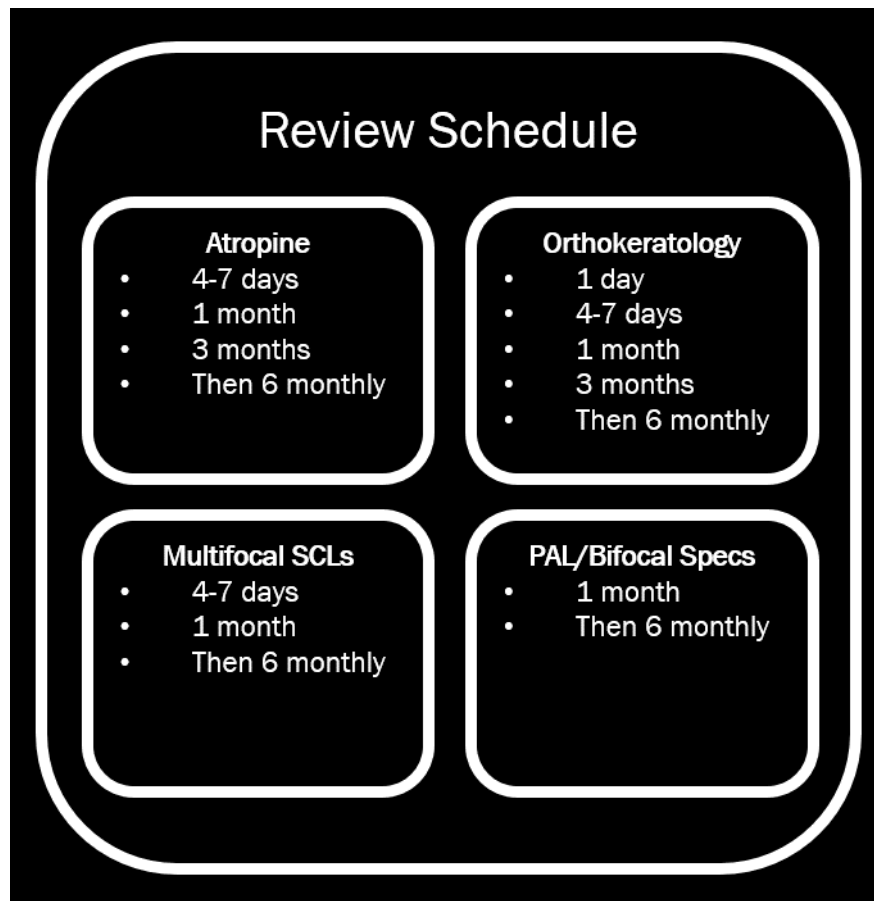 Review Schedule
Atropine
• 4-7 days
• 1 month
• 3 months
• Then 6 monthly
Orthokeratology
• 1 day
• 4-7 days
• 1 month
• 3 months
• Then 6 monthly
Multifocal SCLs
• 4-7 days
• 1 month
• Then 6 monthly
PAL/Bifocal Specs
• 1 month
• Then 6 monthly